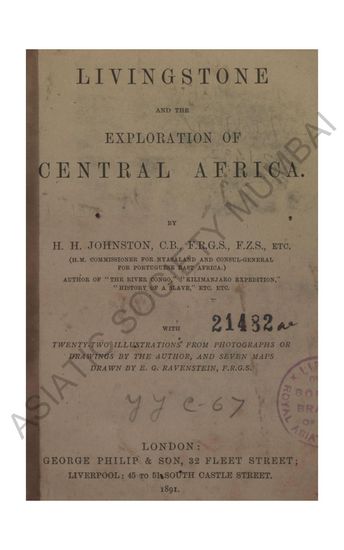 LIVINGSTONE
AND THE
EXPLORATION OF
CENTRAL AFRICA.
BY
H. H. JOHNSTON, C.B., F.R.G.S., F.Z.S., ETC.
(H.M. COMMISSIONER FOR NYASALAND AND CONSUL-GENERAL
FOR PORTUGUESE EAST AFRICA.)
AUTHOR OF "THE RIVER CONGO," "KILIMANJARO EXPEDITION,"
"HISTORY OF A SLAVE," ETC. ETC.
WITH
21482
TWENTY-TWO ILLUSTRATIONS FROM PHOTOGRAPHS OR
DRAWINGS BY THE AUTHOR, AND SEVEN MAPS
DRAWN BY E. G. RAVENSTEIN, F.R.G.S.
YY C-67
LONDON:
GEORGE PHILIP & SON, 32 FLEET STREET;
LIVERPOOL: 45 TO 51, SOUTH CASTLE STREET.
1891.
ASIATIC SOCIETY MUMBAI
ROYAL